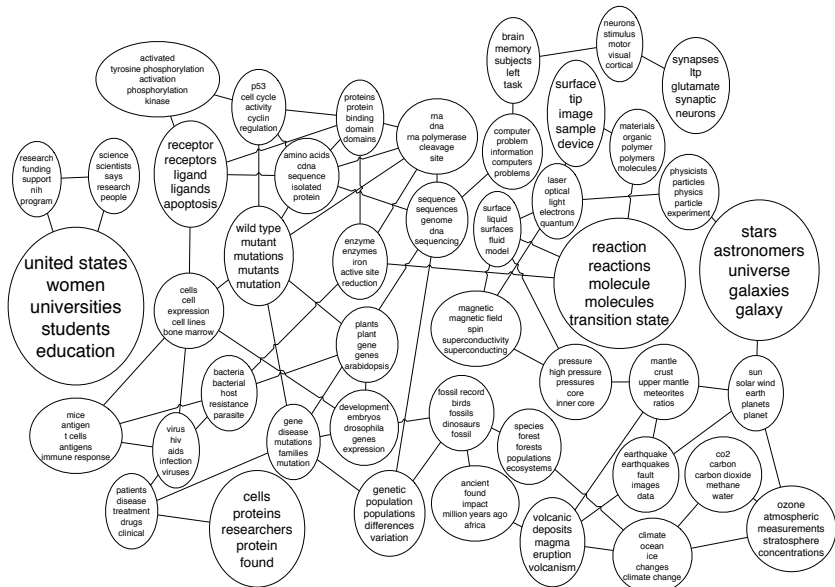 activated
tyrosine phosphorylation
activation
phosphorylation
kinase
p53
cell cycle
activity
cyclin
regulation
proteins
protein
binding
domain
domains
rna
dna
rna polymerase
cleavage
site
brain
memory
subjects
left
task
neurons
stimulus
motor
visual
cortical
synapses
ltp
glutamate
synaptic
neurons
surface
tip
image
sample
device
research
funding
support
nih
program
science
scientists
says
research
people
receptor
receptors
ligand
ligands
apoptosis
amino acids
cdna
sequence
isolated
protein
computer
problem
information
computers
problems
materials
organic
polymer
polymers
molecules
laser
optical
light
electrons
quantum
physicists
particles
physics
particle
experiment
united states
women
universities
students
education
wild type
mutant
mutations
mutants
mutation
sequence
sequences
genome
dna
sequencing
surface
liquid
surfaces
fluid
model
enzyme
enzymes
iron
active site
reduction
reaction
reactions
molecule
molecules
transition state
stars
astronomers
universe
galaxies
galaxy
cells
cell
expression
cell lines
bone marrow
magnetic
magnetic field
spin
superconductivity
superconducting
plants
plant
gene
genes
arabidopsis
pressure
high pressure
pressures
core
inner core
mantle
crust
upper mantle
meteorites
ratios
sun
solar wind
earth
planets
planet
bacteria
bacterial
host
resistance
parasite
mice
antigen
t cells
antigens
immune response
virus
hiv
aids
infection
viruses
gene
disease
mutations
families
mutation
development
embryos
drosophila
genes
expression
fossil record
birds
fossils
dinosaurs
fossil
species
forest
forests
populations
ecosystems
earthquake
earthquakes
fault
images
data
co2
carbon
carbon dioxide
methane
water
patients
disease
treatment
drugs
clinical
cells
proteins
researchers
protein
found
genetic
population
populations
differences
variation
ancient
found
impact
million years ago
africa
volcanic
deposits
magma
eruption
volcanism
climate
ocean
ice
changes
climate change
ozone
atmospheric
measurements
stratosphere
concentrations